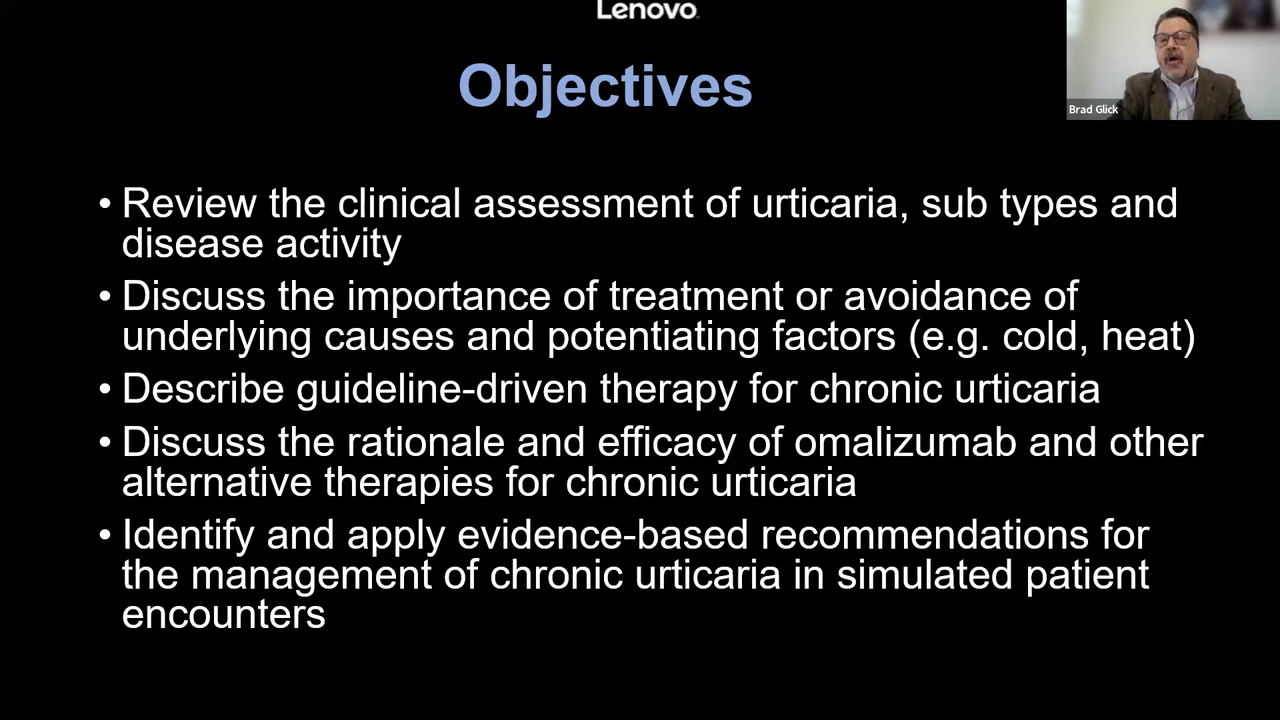 Lenovo
Objectives
Brad Glick
• Review the clinical assessment of urticaria, sub types and
disease activity
• Discuss the importance of treatment or avoidance of
underlying causes and potentiating factors (e.g. cold, heat)
• Describe guideline-driven therapy for chronic urticaria
• Discuss the rationale and efficacy of omalizumab and other
alternative therapies for chronic urticaria
• Identify and apply evidence-based recommendations for
the management of chronic urticaria in simulated patient
encounters